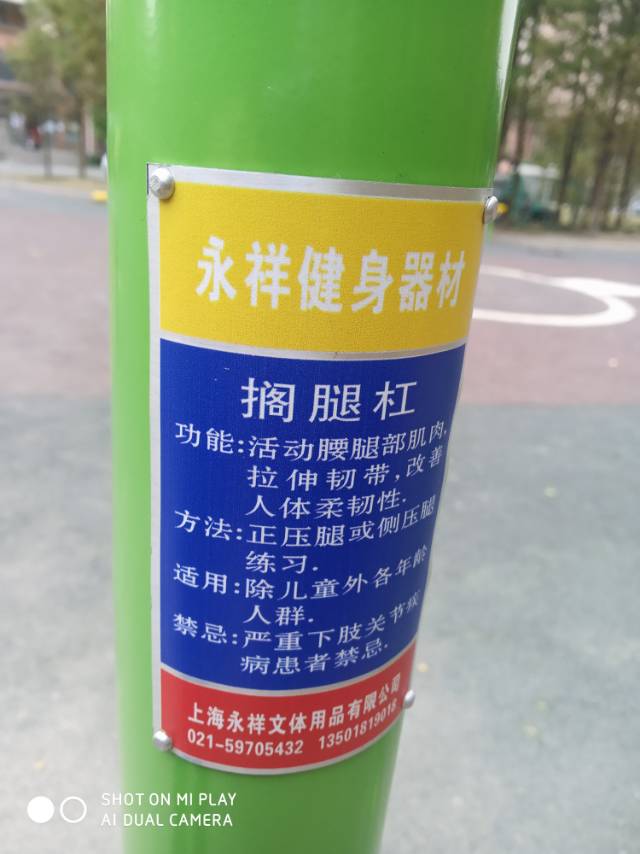 永祥健身器材
搁腿杠
功能:活动腰腿部肌肉.
拉伸韧带,改善
人体柔韧性.
方法:正压腿或侧压腿
练习.
适用:除儿童外各年龄
人群.
禁忌:严重下肢关节疾
病患者禁忌.
上海永祥文体用品有限公司
021-59705432 13501819018
SHOT ON MI PLAY
AI DUAL CAMERA